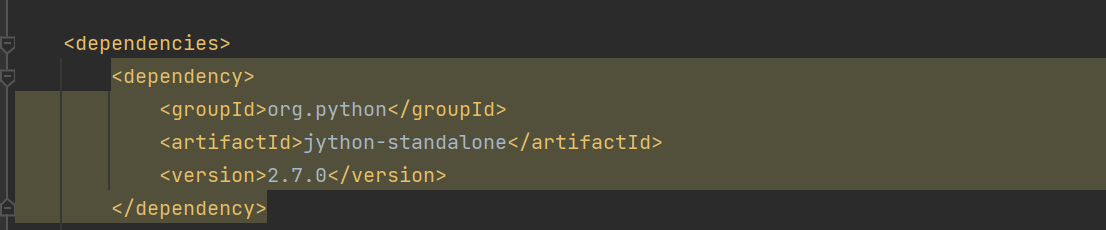 <dependencies>
<dependency>
<groupId>org.python</groupId>
<artifactId>jython-standalone</artifactId>
<version>2.7.0</version>
</dependency>